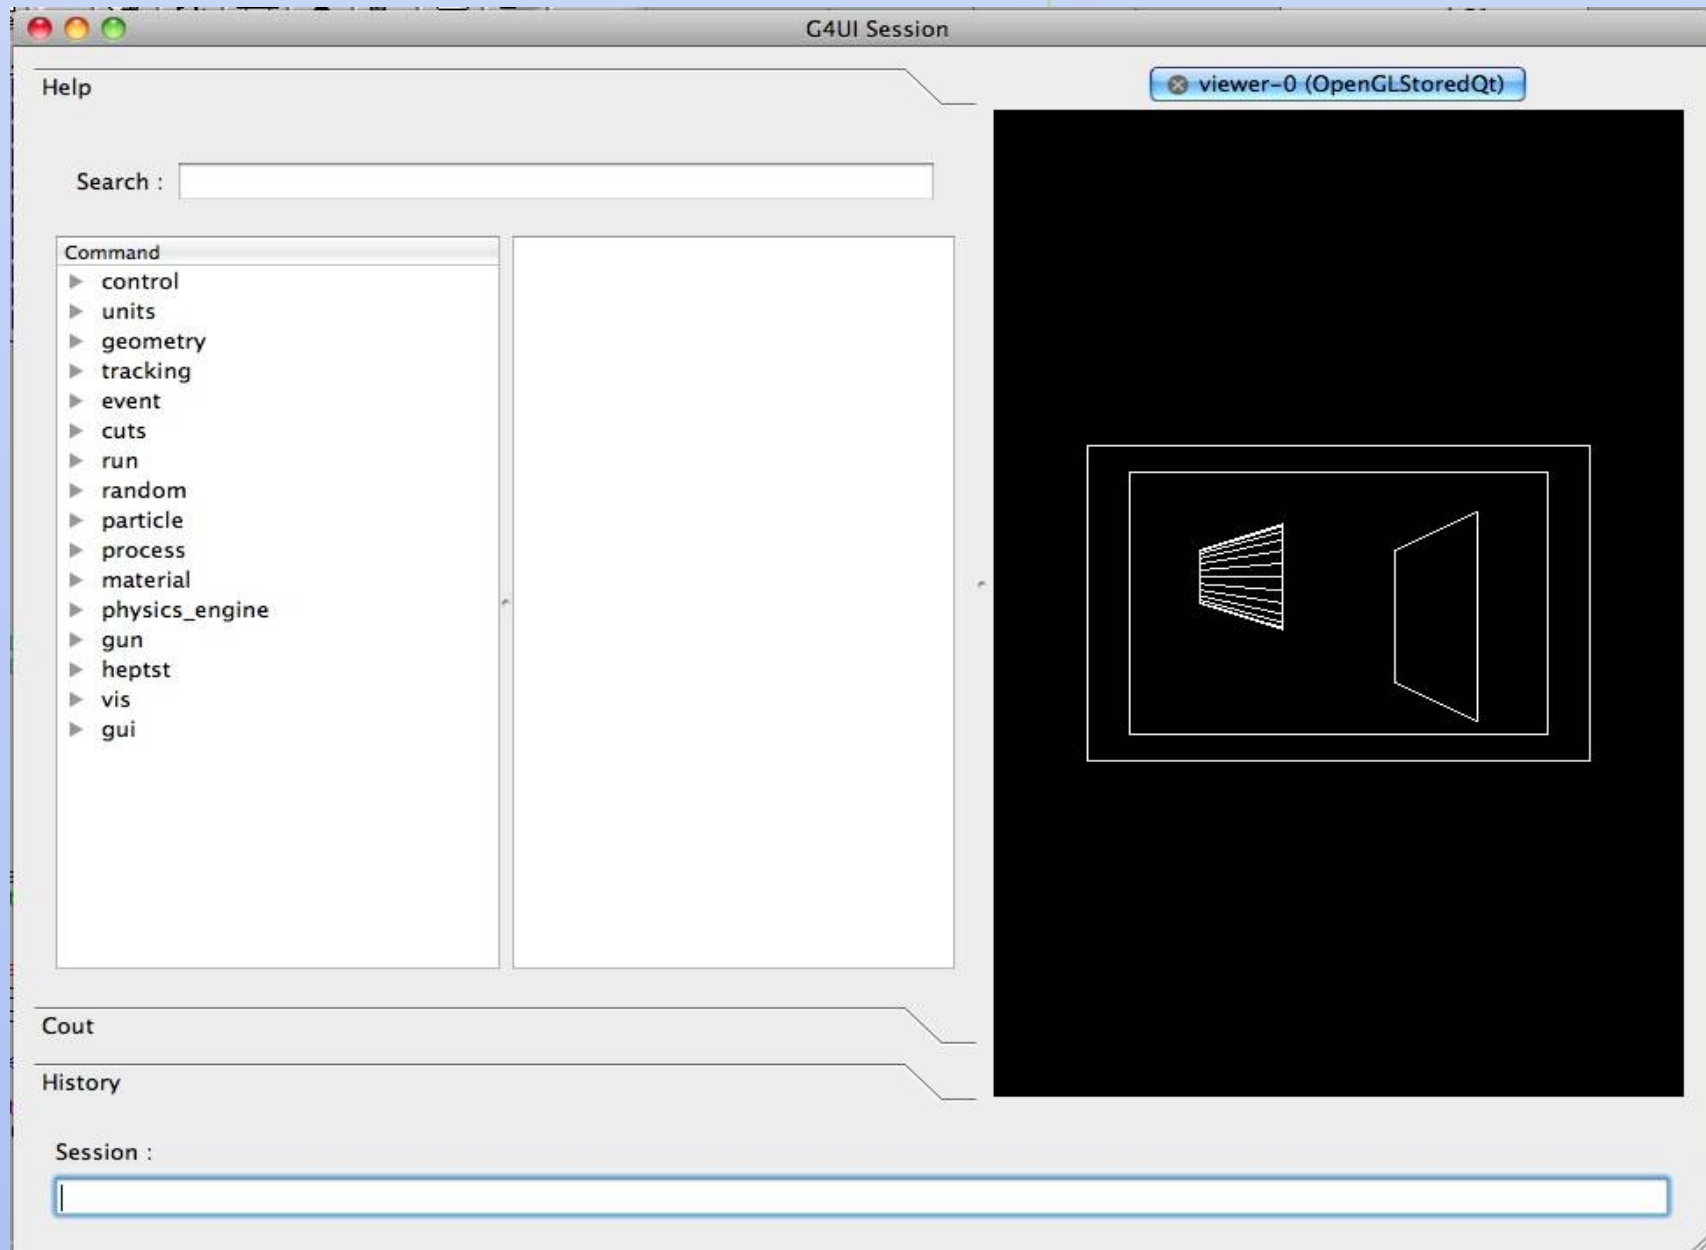 G4UI Session
Help
viewer-0 (OpenGLStoredQt)
Search :
Command
control
units
geometry
tracking
event
cuts
run
random
particle
process
material
physics_engine
gun
heptst
vis
gui
Cout
History
Session :